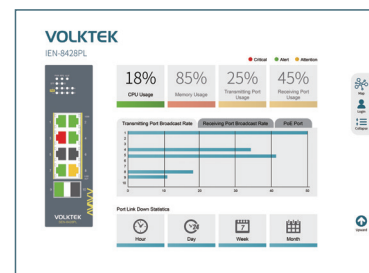 VOLKTEK
IEN-8428PL
Critical Alert Attention
18% 85% 25% 45%
CPU Usage Memory Usage Transmitting Port Usage Receiving Port Usage
Map
Login
Collapse
Transmitting Port Broadcast Rate Receiving Port Broadcast Rate PoE Port
1
2
3
4
5
6
7
8
9
10
0 10 20 30 40 50
VOLKTEK
Port Link Down Statistics
7
Hour Day Week Month
Upward